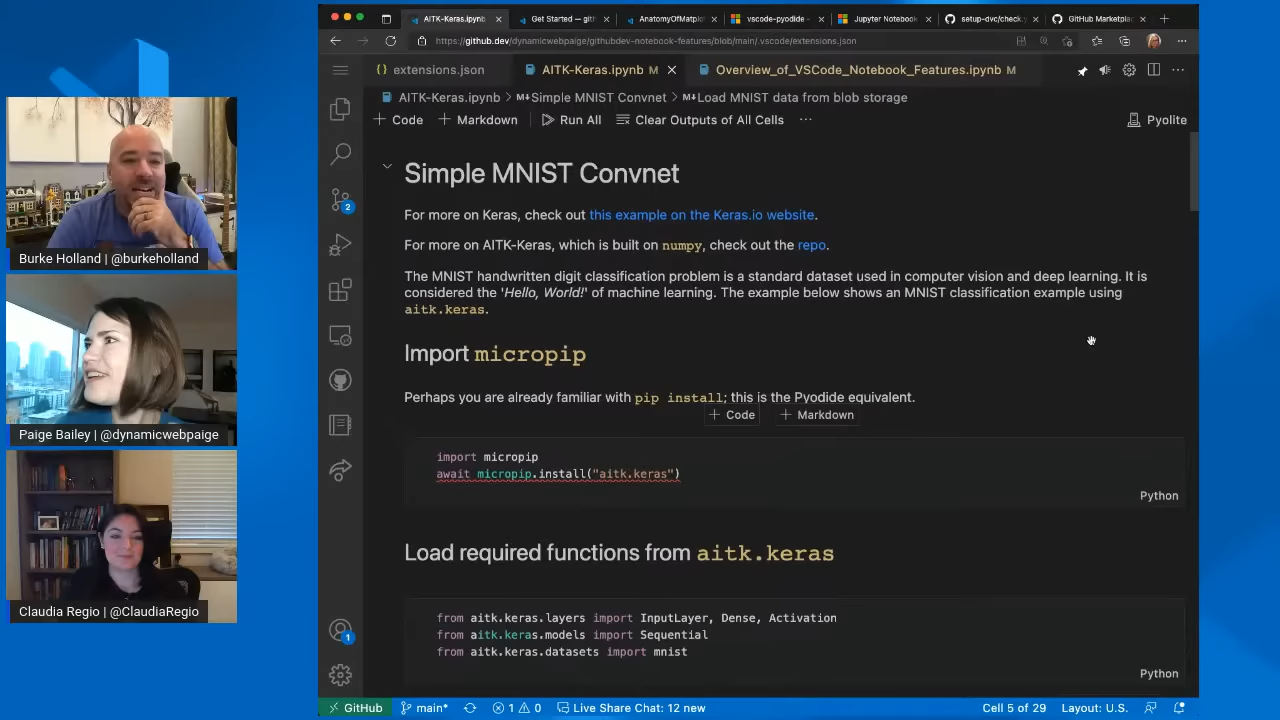 AITK-Keras.ipynb
Get Started — git
AnatomyOfMatpl
vscode-pyodide -
Jupyter Notebook
setup-dvc/check.y
GitHub Marketplac
https://github.dev/dynamicwebpaige/githubdev-notebook-features/blob/main/.vscode/extensions.json
{} extensions.json
AITK-Keras.ipynb M
Overview_of_VSCode_Notebook_Features.ipynb M
AITK-Keras.ipynb > M↓Simple MNIST Convnet > M↓Load MNIST data from blob storage
+ Code + Markdown Run All Clear Outputs of All Cells ···
Pyolite
Simple MNIST Convnet
For more on Keras, check out this example on the Keras.io website.
For more on AITK-Keras, which is built on numpy, check out the repo.
The MNIST handwritten digit classification problem is a standard dataset used in computer vision and deep learning. It is
considered the 'Hello, World!' of machine learning. The example below shows an MNIST classification example using
aitk.keras.
Import micropip
Perhaps you are already familiar with pip install; this is the Pyodide equivalent.
+ Code + Markdown
import micropip
await micropip.install("aitk.keras")
Python
Load required functions from aitk.keras
from aitk.keras.layers import InputLayer, Dense, Activation
from aitk.keras.models import Sequential
from aitk.keras.datasets import mnist
Python
2
1
GitHub main* 1 0 Live Share Chat: 12 new Cell 5 of 29 Layout: U.S.
Burke Holland | @burkeholland
Paige Bailey | @dynamicwebpaige
Claudia Regio | @ClaudiaRegio